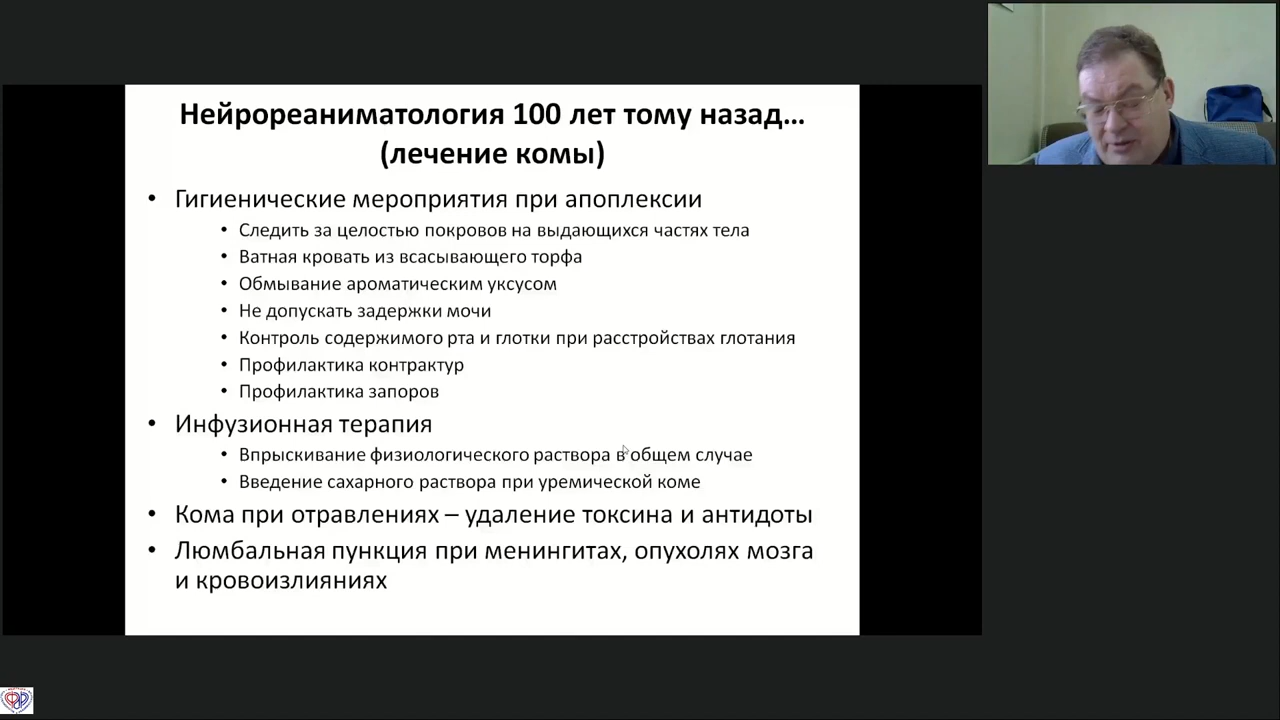 Нейрореаниматология 100 лет тому назад…
(лечение комы)
• Гигиенические мероприятия при апоплексии
• Следить за целостью покровов на выдающихся частях тела
• Ватная кровать из всасывающего торфа
• Обмывание ароматическим уксусом
• Не допускать задержки мочи
• Контроль содержимого рта и глотки при расстройствах глотания
• Профилактика контрактур
• Профилактика запоров
• Инфузионная терапия
• Впрыскивание физиологического раствора в общем случае
• Введение сахарного раствора при уремической коме
• Кома при отравлениях – удаление токсина и антидоты
• Люмбальная пункция при менингитах, опухолях мозга
и кровоизлияниях